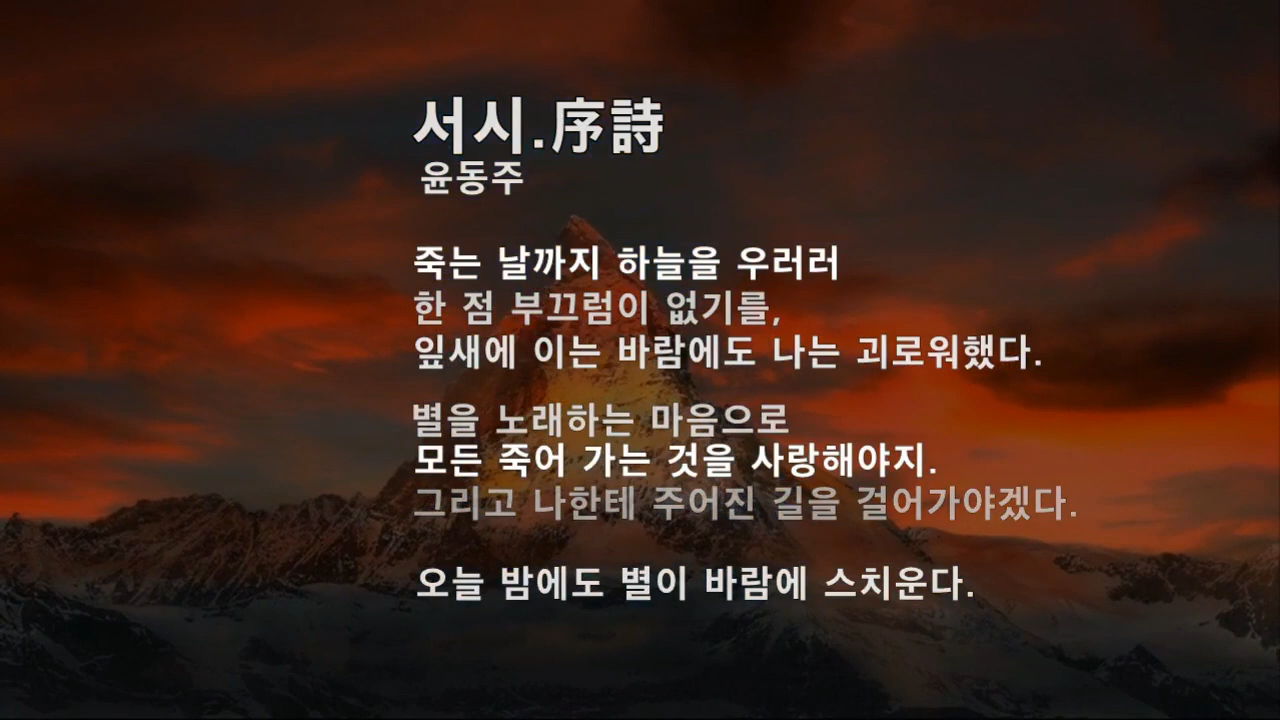 서시.序詩
윤동주
죽는 날까지 하늘을 우러러
한 점 부끄럼이 없기를,
잎새에 이는 바람에도 나는 괴로워했다.
별을 노래하는 마음으로
모든 죽어 가는 것을 사랑해야지.
그리고 나한테 주어진 길을 걸어가야겠다.
오늘 밤에도 별이 바람에 스치운다.